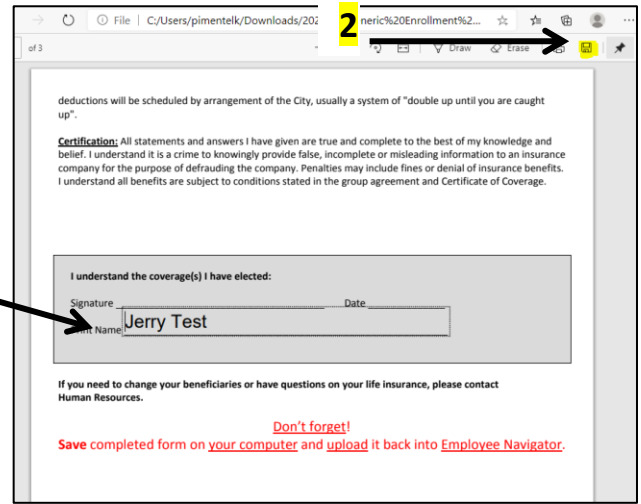 2
File | C:/Users/pimentelk/Downloads/202 neric%20Enrollment%2...
of 3
Draw Erase
deductions will be scheduled by arrangement of the City, usually a system of "double up until you are caught
up".
Certification: All statements and answers I have given are true and complete to the best of my knowledge and
belief. I understand it is a crime to knowingly provide false, incomplete or misleading information to an insurance
company for the purpose of defrauding the company. Penalties may include fines or denial of insurance benefits.
I understand all benefits are subject to conditions stated in the group agreement and Certificate of Coverage.
I understand the coverage(s) I have elected:
Signature Date
Name Jerry Test
If you need to change your beneficiaries or have questions on your life insurance, please contact
Human Resources.
Don't forget!
Save completed form on your computer and upload it back into Employee Navigator.